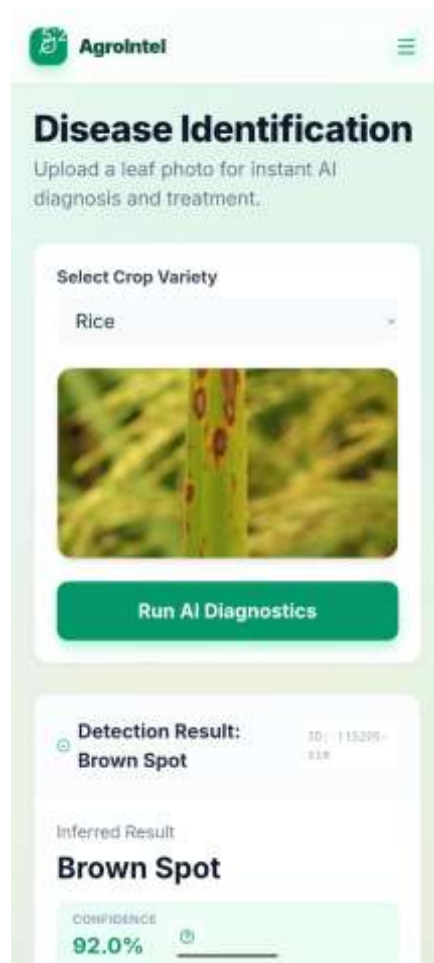 AgroIntel
Disease Identification
Upload a leaf photo for instant AI
diagnosis and treatment.
Select Crop Variety
Rice
Run AI Diagnostics
Detection Result:
Brown Spot
Inferred Result
Brown Spot
CONFIDENCE
92.0%